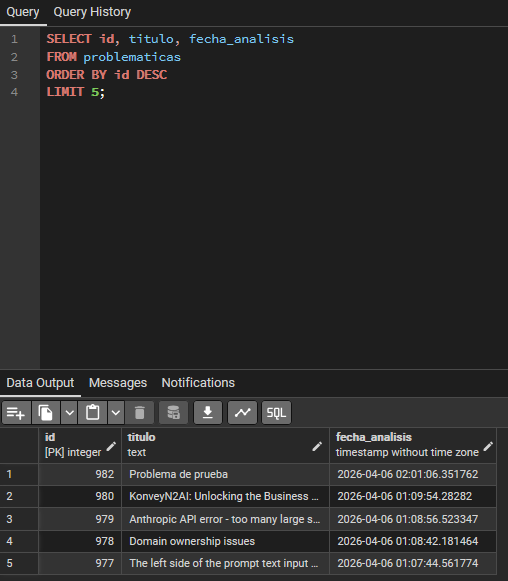 Query Query History
1 SELECT id, titulo, fecha_analisis
2 FROM problematicas
3 ORDER BY id DESC
4 LIMIT 5;
Data Output Messages Notifications
SQL
id titulo fecha_analisis
[PK] integer text timestamp without time zone
1 982 Problema de prueba 2026-04-06 02:01:06.351762
2 980 KonveyN2AI: Unlocking the Business ... 2026-04-06 01:09:54.28282
3 979 Anthropic API error - too many large s... 2026-04-06 01:08:56.523347
4 978 Domain ownership issues 2026-04-06 01:08:42.181464
5 977 The left side of the prompt text input ... 2026-04-06 01:07:44.561774